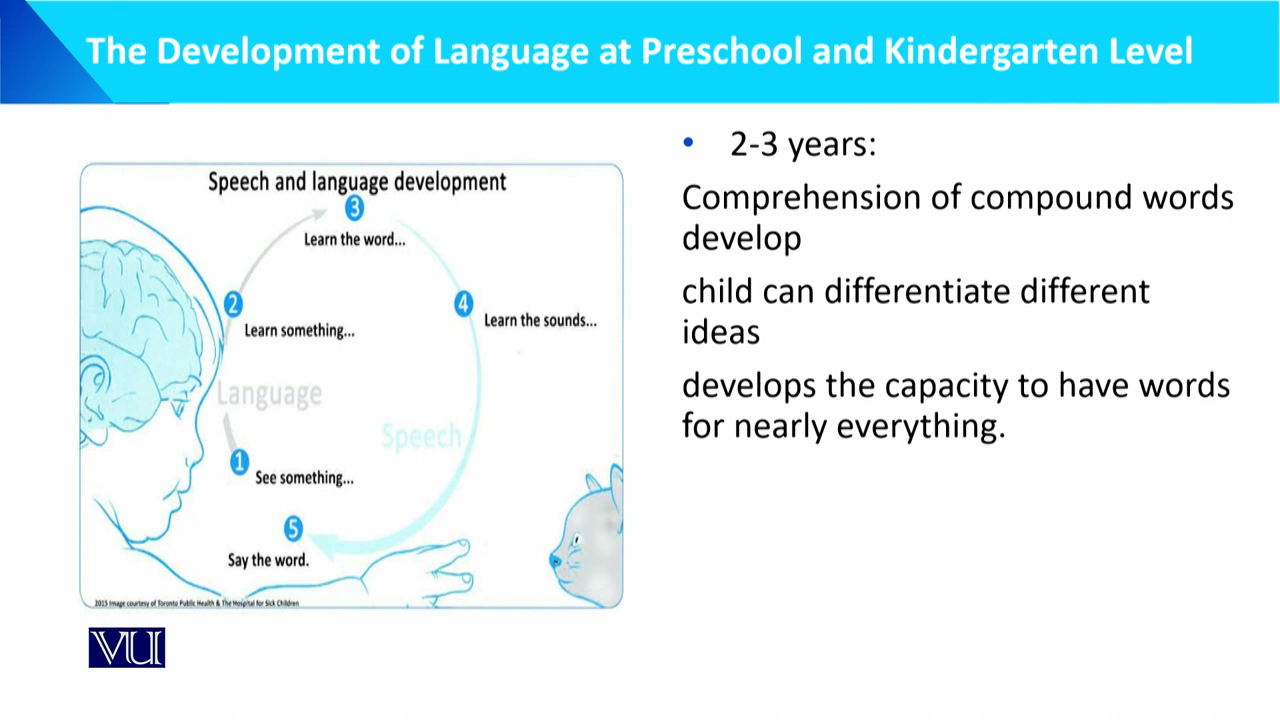 The Development of Language at Preschool and Kindergarten Level
Speech and language development
3
Learn the word...
2
Learn something...
4
Learn the sounds...
Language
Speech
1
See something...
5
Say the word.
2015 Image courtesy of Toronto Public Health & The Hospital for Sick Children
VU
• 2-3 years:
Comprehension of compound words
develop
child can differentiate different
ideas
develops the capacity to have words
for nearly everything.